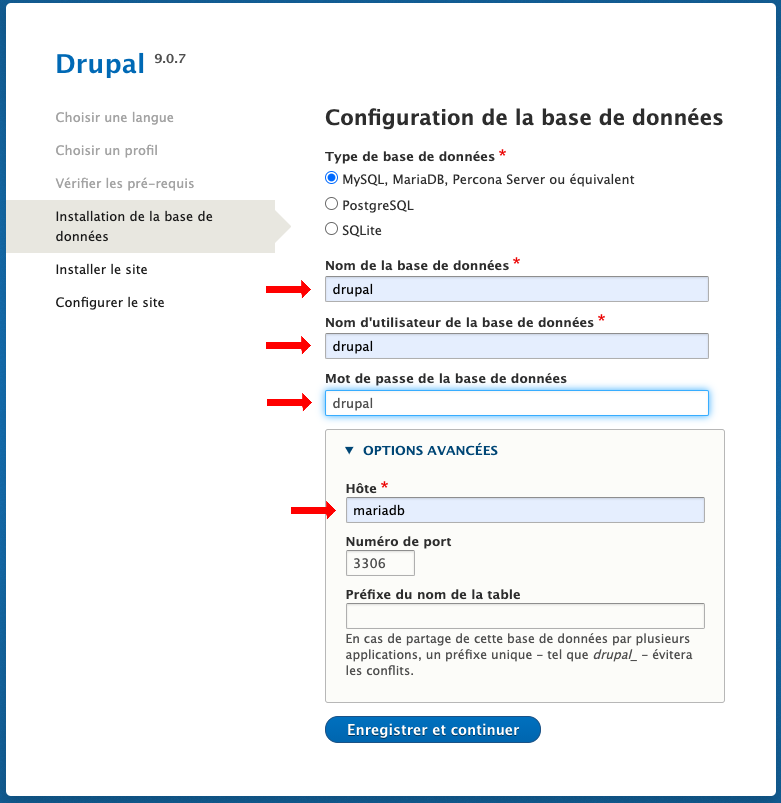 Drupal 9.0.7
Choisir une langue
Choisir un profil
Vérifier les pré-requis
Installation de la base de
données
Installer le site
Configurer le site
Configuration de la base de données
Type de base de données *
MySQL, MariaDB, Percona Server ou équivalent
PostgreSQL
SQLite
Nom de la base de données *
drupal
Nom d'utilisateur de la base de données *
drupal
Mot de passe de la base de données
drupal
▼ OPTIONS AVANCÉES
Hôte *
mariadb
Numéro de port
3306
Préfixe du nom de la table
En cas de partage de cette base de données par plusieurs
applications, un préfixe unique – tel que drupal_ – évitera
les conflits.
Enregistrer et continuer